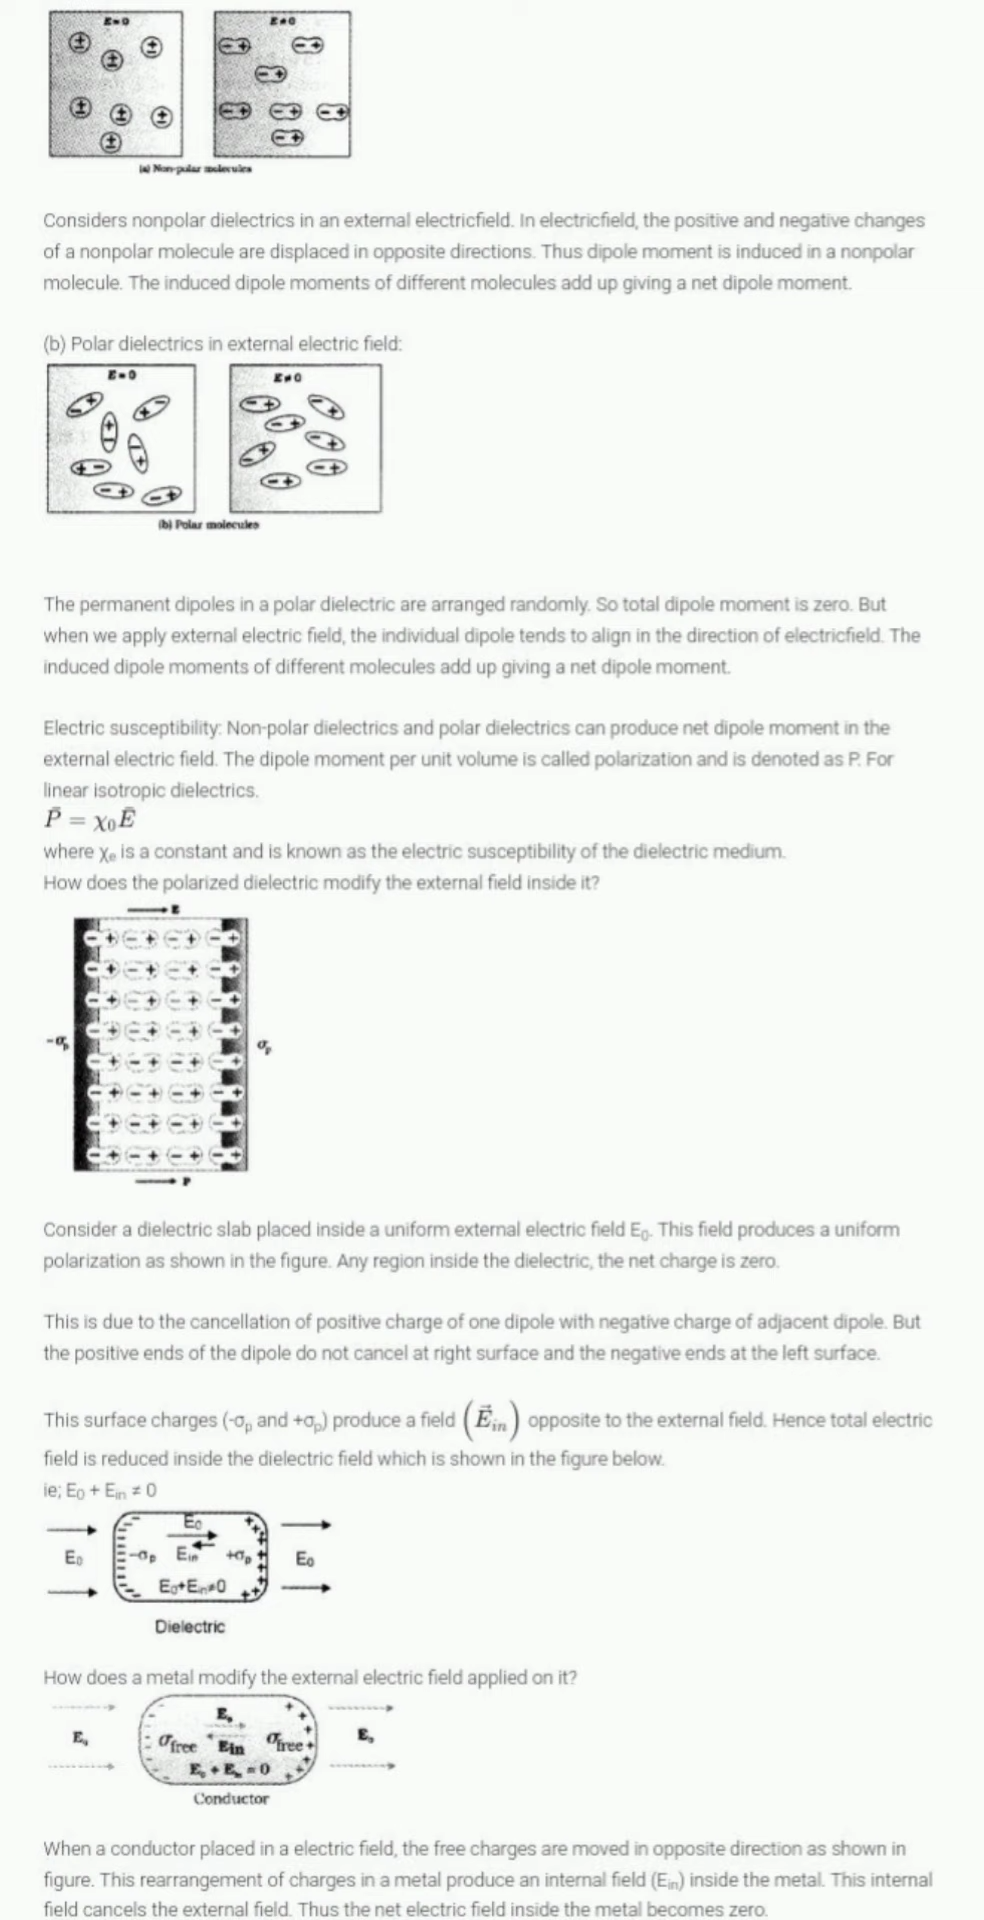 E=0
E≠0
(a) Non-polar molecules
Considers nonpolar dielectrics in an external electricfield. In electricfield, the positive and negative changes
of a nonpolar molecule are displaced in opposite directions. Thus dipole moment is induced in a nonpolar
molecule. The induced dipole moments of different molecules add up giving a net dipole moment.
(b) Polar dielectrics in external electric field:
E=0
E≠0
(b) Polar molecules
The permanent dipoles in a polar dielectric are arranged randomly. So total dipole moment is zero. But
when we apply external electric field, the individual dipole tends to align in the direction of electricfield. The
induced dipole moments of different molecules add up giving a net dipole moment.
Electric susceptibility: Non-polar dielectrics and polar dielectrics can produce net dipole moment in the
external electric field. The dipole moment per unit volume is called polarization and is denoted as P. For
linear isotropic dielectrics.
P̄ = χ₀Ē
where χₑ is a constant and is known as the electric susceptibility of the dielectric medium.
How does the polarized dielectric modify the external field inside it?
E
-σₚ
σₚ
P
Consider a dielectric slab placed inside a uniform external electric field E₀. This field produces a uniform
polarization as shown in the figure. Any region inside the dielectric, the net charge is zero.
This is due to the cancellation of positive charge of one dipole with negative charge of adjacent dipole. But
the positive ends of the dipole do not cancel at right surface and the negative ends at the left surface.
This surface charges (-σₚ and +σₚ) produce a field (E⃗ᵢₙ) opposite to the external field. Hence total electric
field is reduced inside the dielectric field which is shown in the figure below.
ie; E₀ + Eᵢₙ ≠ 0
E₀
E₀ -σₚ Eᵢₙ +σₚ E₀
E₀+Eᵢₙ≠0
Dielectric
How does a metal modify the external electric field applied on it?
E₀
E₀ σfree Ein σfree E₀
E₀ + Eᵢₙ = 0
Conductor
When a conductor placed in a electric field, the free charges are moved in opposite direction as shown in
figure. This rearrangement of charges in a metal produce an internal field (Eᵢₙ) inside the metal. This internal
field cancels the external field. Thus the net electric field inside the metal becomes zero.